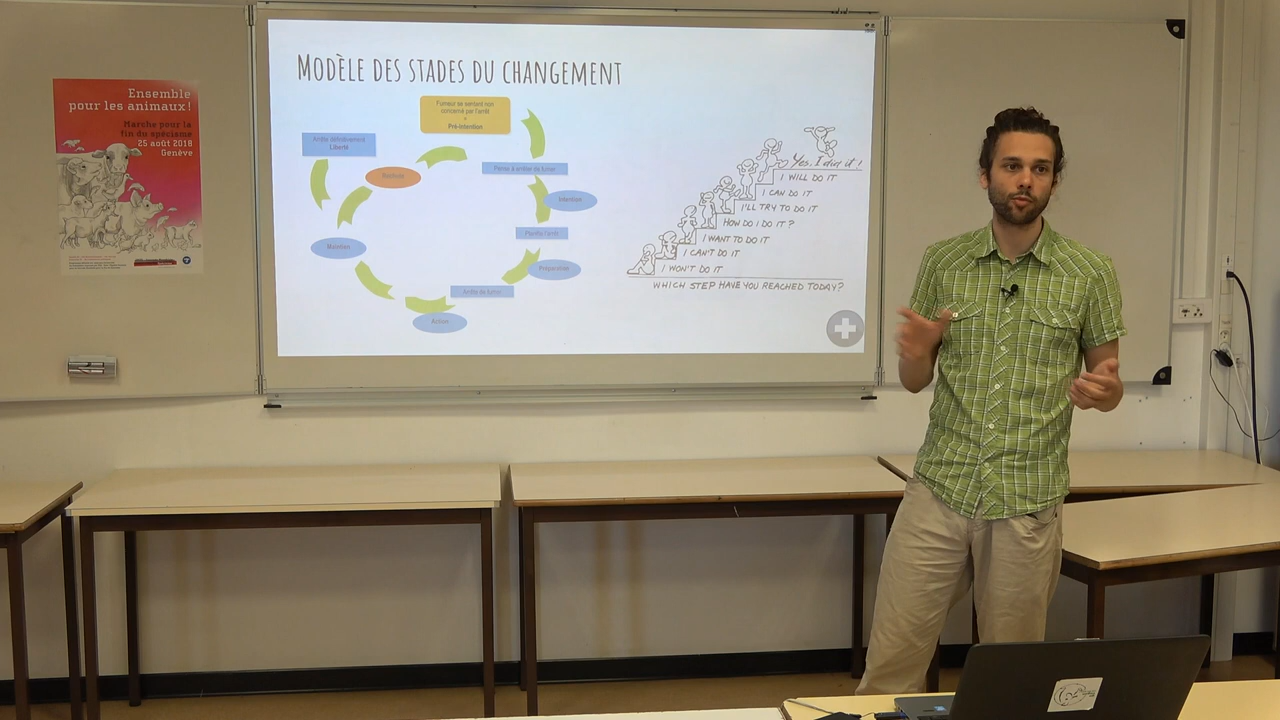 Ensemble
pour les animaux!
Marche pour la
fin du spécisme
25 août 2018
Genève
MODÈLE DES STADES DU CHANGEMENT
Fumeur se sentant non
concerné par l'arrêt
Pré-intention
Arrête définitivement
Liberté
Rechute
Pense à arrêter de fumer
Intention
Planifie l'arrêt
Maintien
Préparation
Arrête de fumer
Action
Yes, I did it!
I WILL DO IT
I CAN DO IT
I'LL TRY TO DO IT
HOW DO I DO IT?
I WANT TO DO IT
I CAN'T DO IT
I WON'T DO IT
WHICH STEP HAVE YOU REACHED TODAY?